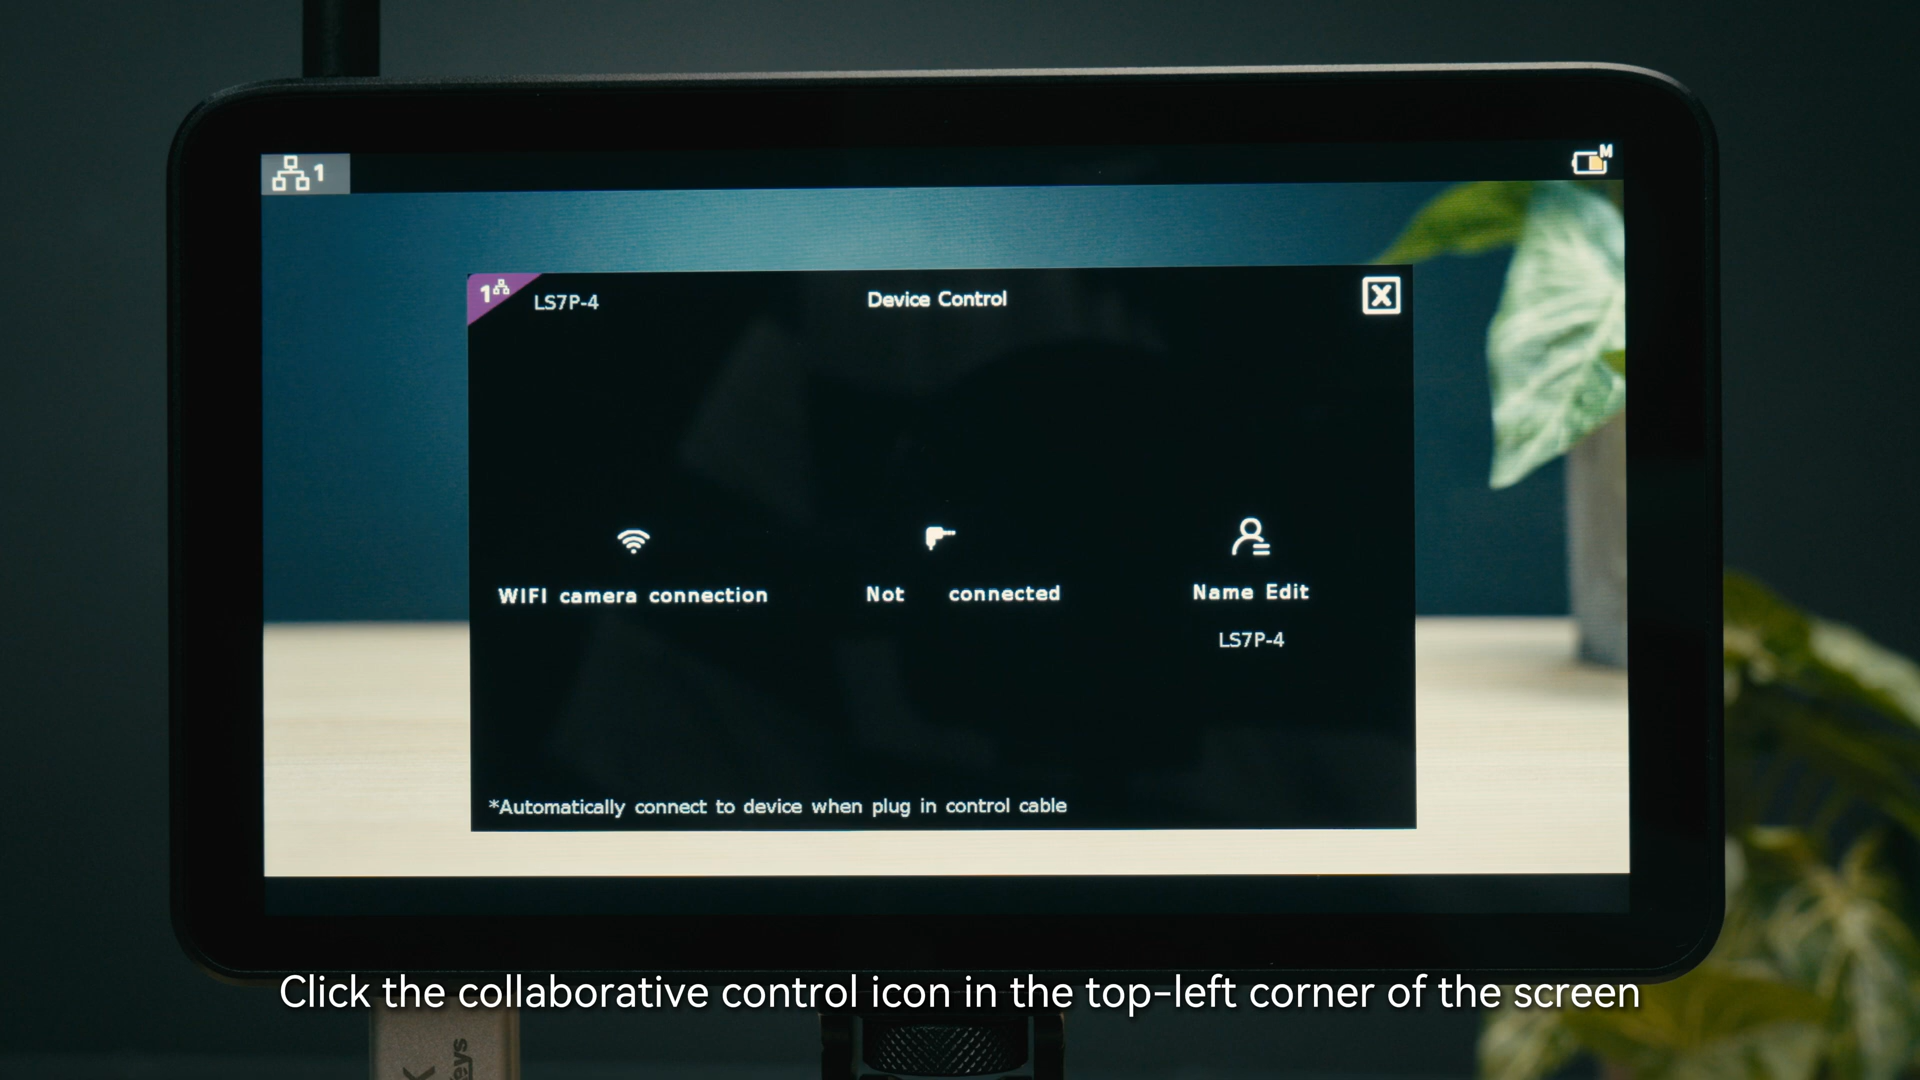 1
M
1
LS7P-4
Device Control
X
WIFI camera connection
Not connected
Name Edit
LS7P-4
*Automatically connect to device when plug in control cable
Click the collaborative control icon in the top-left corner of the screen